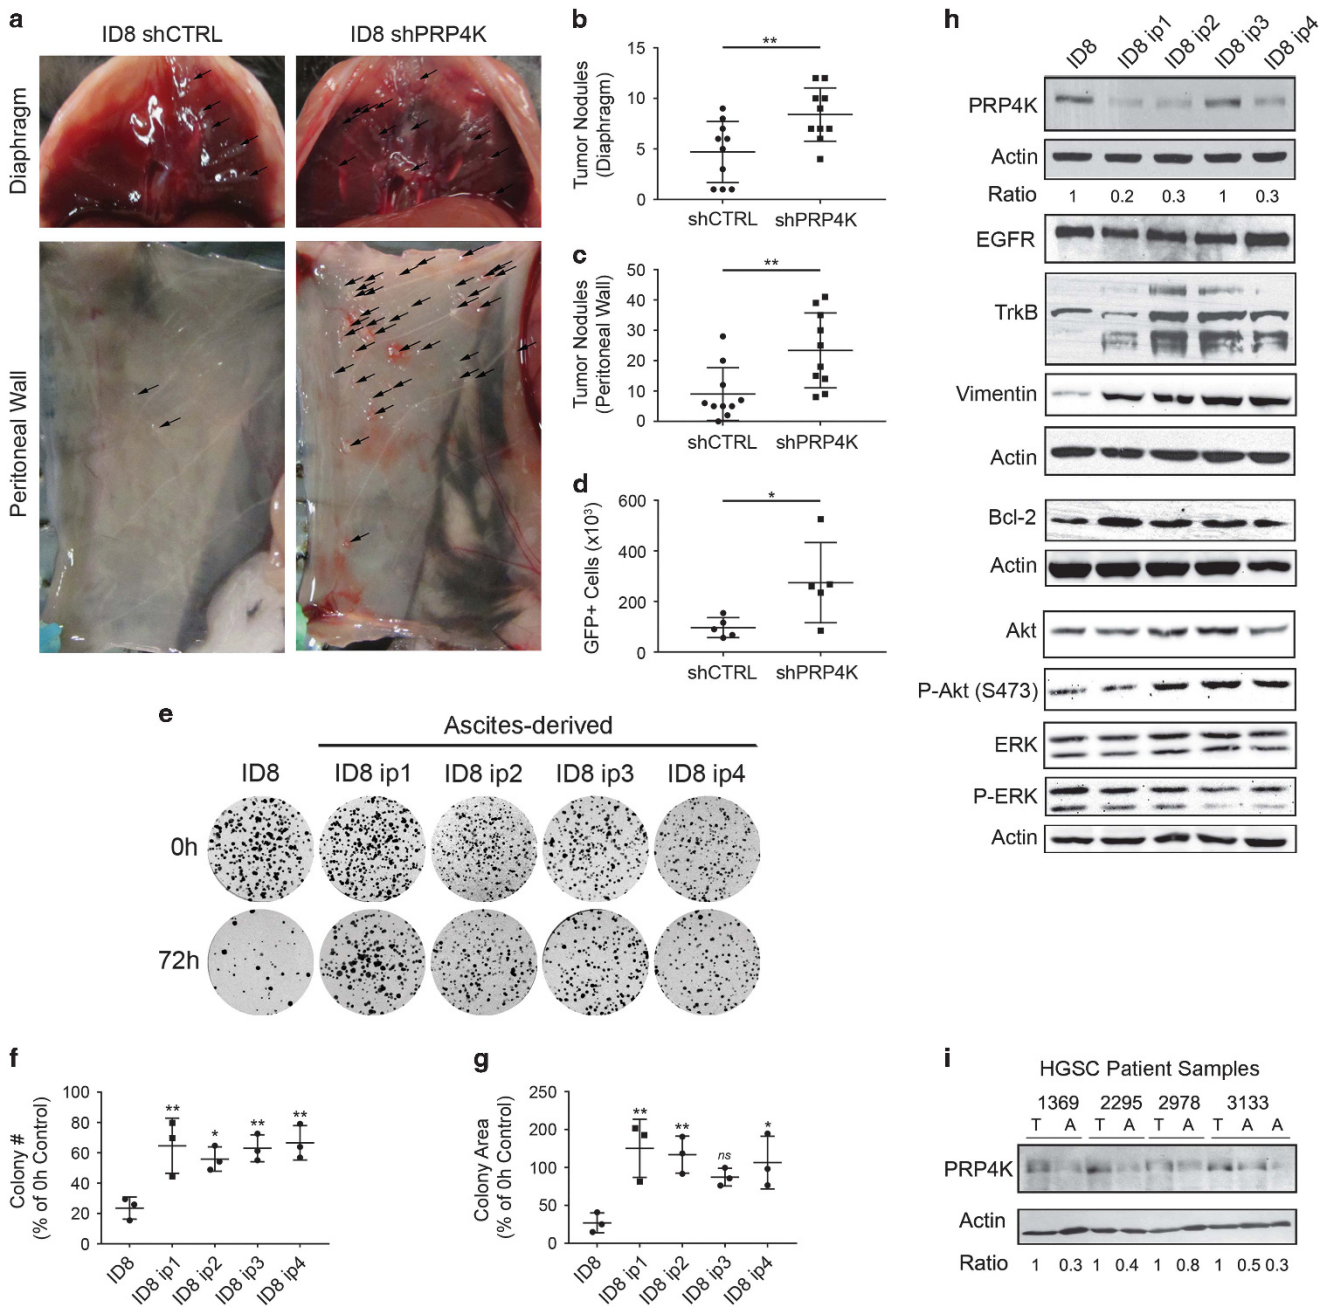 a
ID8 shCTRL
ID8 shPRP4K
Diaphragm
Peritoneal Wall
b
Tumor Nodules
(Diaphragm)
15
10
5
0
**
shCTRL
shPRP4K
c
Tumor Nodules
(Peritoneal Wall)
50
40
30
20
10
0
**
shCTRL
shPRP4K
d
GFP+ Cells (x10³)
600
400
200
0
*
shCTRL
shPRP4K
e
Ascites-derived
ID8
ID8 ip1
ID8 ip2
ID8 ip3
ID8 ip4
0h
72h
f
Colony #
(% of 0h Control)
100
80
60
40
20
0
**
*
**
**
ID8
ID8 ip1
ID8 ip2
ID8 ip3
ID8 ip4
g
Colony Area
(% of 0h Control)
250
200
100
50
0
**
**
ns
*
ID8
ID8 ip1
ID8 ip2
ID8 ip3
ID8 ip4
h
ID8
ID8 ip1
ID8 ip2
ID8 ip3
ID8 ip4
PRP4K
Actin
Ratio 1 0.2 0.3 1 0.3
EGFR
TrkB
Vimentin
Actin
Bcl-2
Actin
Akt
P-Akt (S473)
ERK
P-ERK
Actin
i
HGSC Patient Samples
1369 2295 2978 3133
T A T A T A T A A
PRP4K
Actin
Ratio 1 0.3 1 0.4 1 0.8 1 0.5 0.3